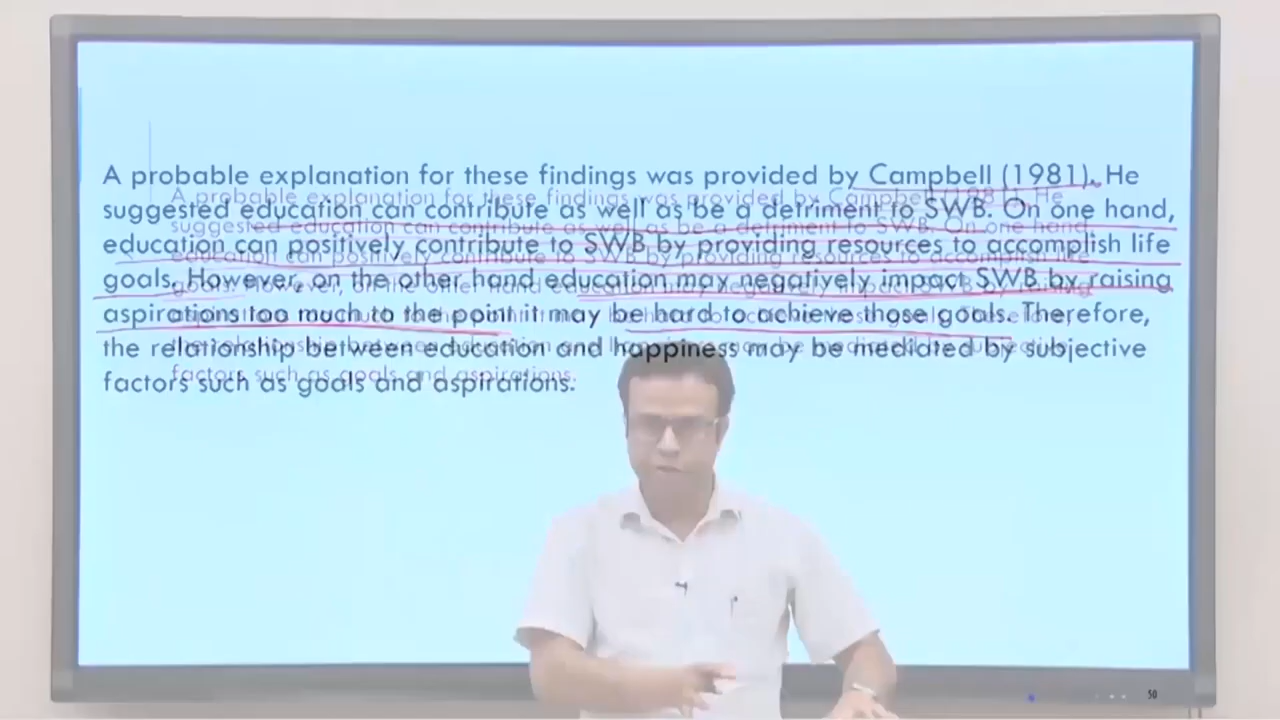 A probable explanation for these findings was provided by Campbell (1981). He
suggested education can contribute as well as be a detriment to SWB. On one hand,
education can positively contribute to SWB by providing resources to accomplish life
goals. However, on the other hand education may negatively impact SWB by raising
aspirations too much to the point it may be hard to achieve those goals. Therefore,
the relationship between education and happiness may be mediated by subjective
factors such as goals and aspirations.
50